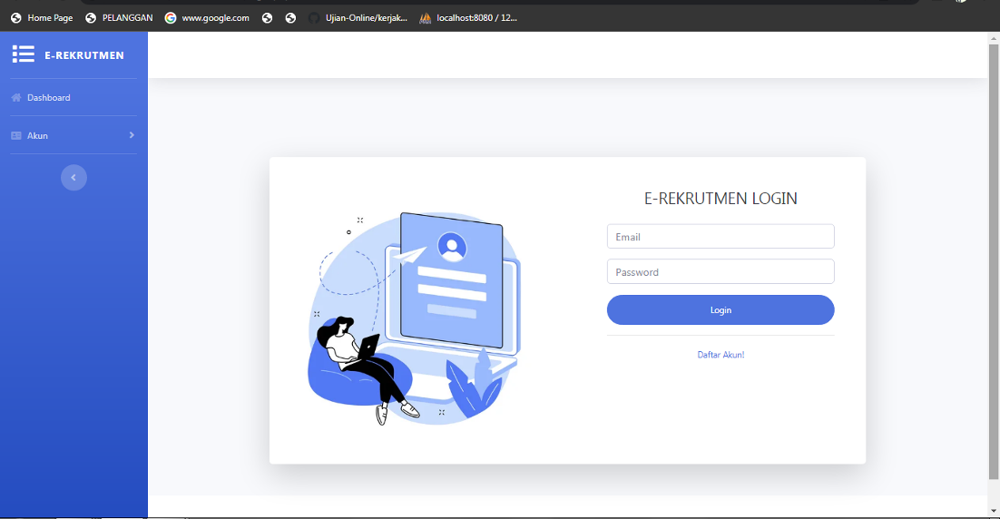 Home Page
PELANGGAN
www.google.com
Ujian-Online/kerjak...
localhost:8080 / 12...
E-REKRUTMEN
Dashboard
Akun
E-REKRUTMEN LOGIN
Email
Password
Login
Daftar Akun!